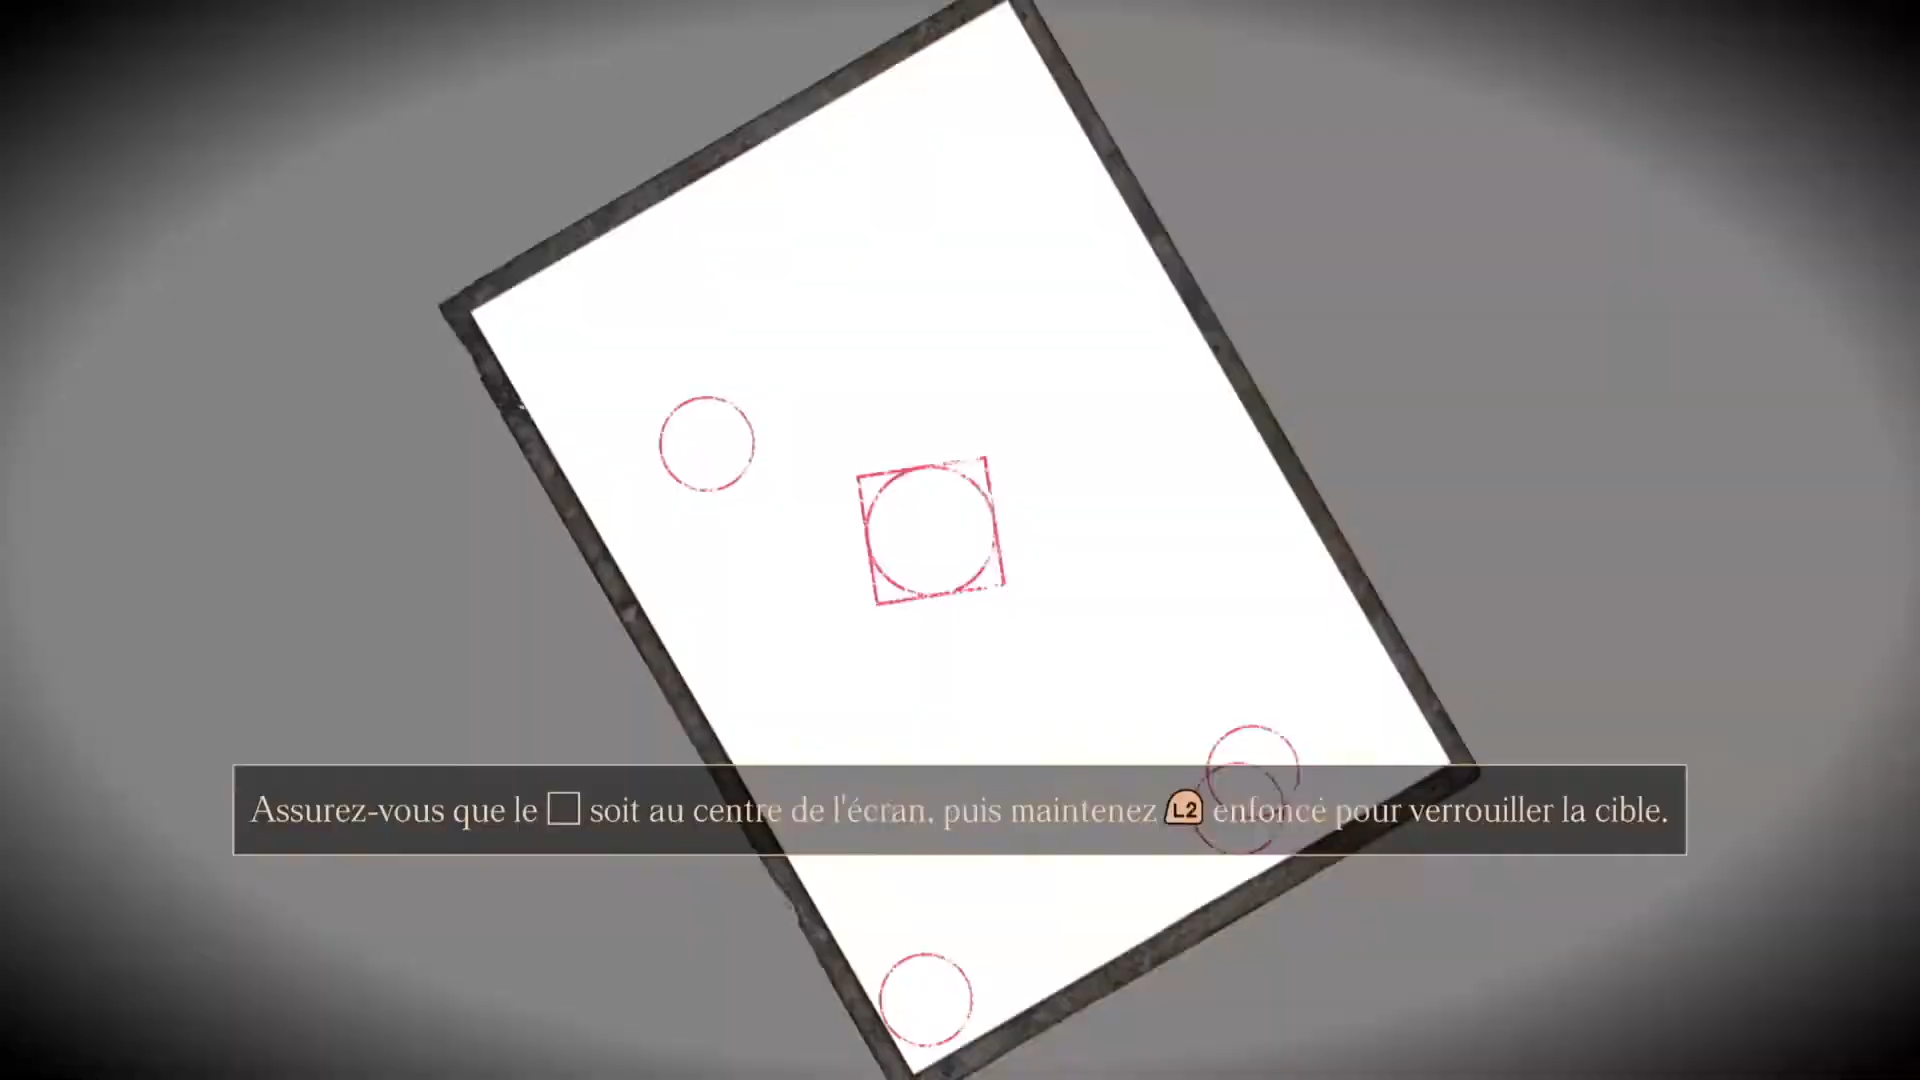 Assurez-vous que le □ soit au centre de l'écran, puis maintenez L2 enfoncé pour verrouiller la cible.